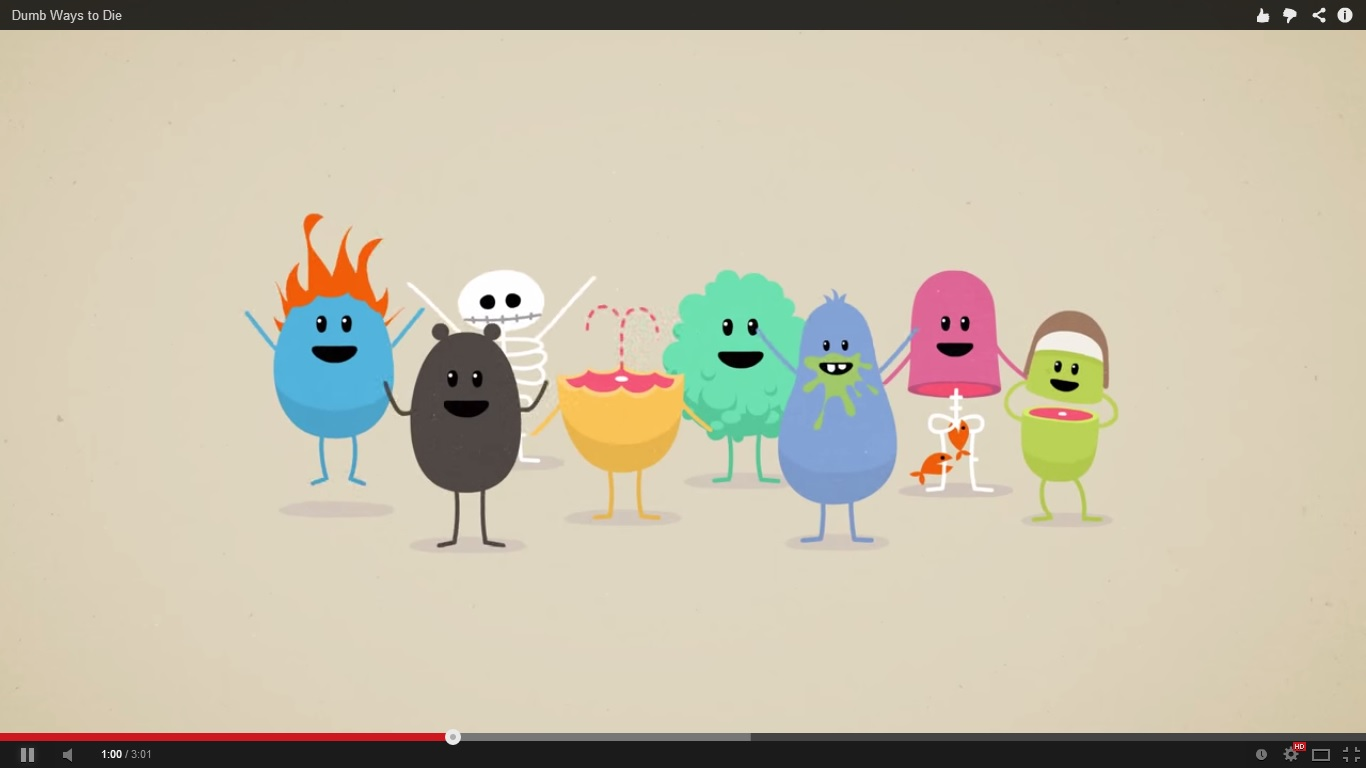 Dumb Ways to Die
HD
1:00 / 3:01